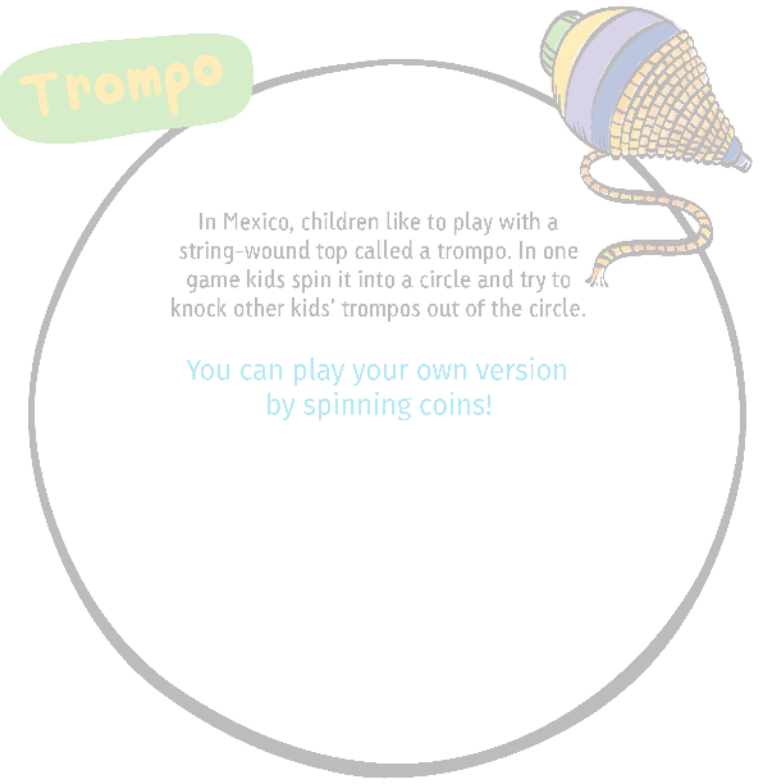 Trompo
In Mexico, children like to play with a
string-wound top called a trompo. In one
game kids spin it into a circle and try to
knock other kids' trompos out of the circle.
You can play your own version
by spinning coins!